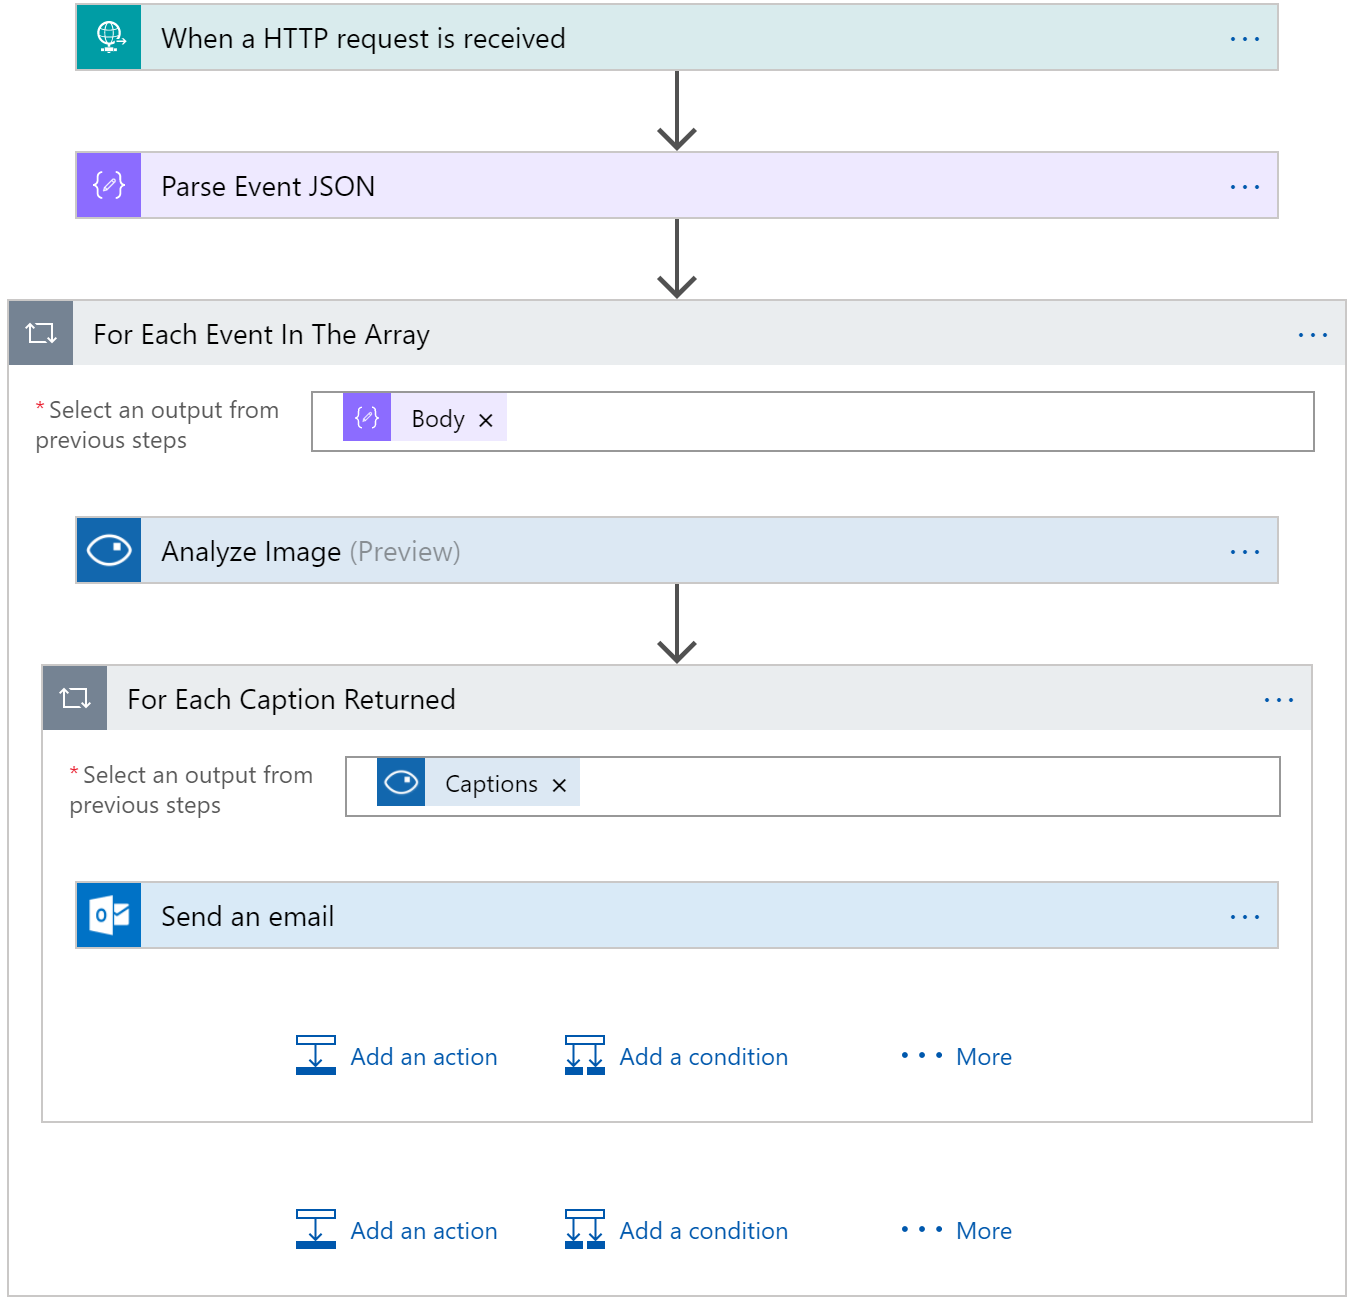 When a HTTP request is received
Parse Event JSON
For Each Event In The Array
* Select an output from
previous steps
Body ×
Analyze Image (Preview)
For Each Caption Returned
* Select an output from
previous steps
Captions ×
Send an email
Add an action Add a condition ••• More
Add an action Add a condition ••• More